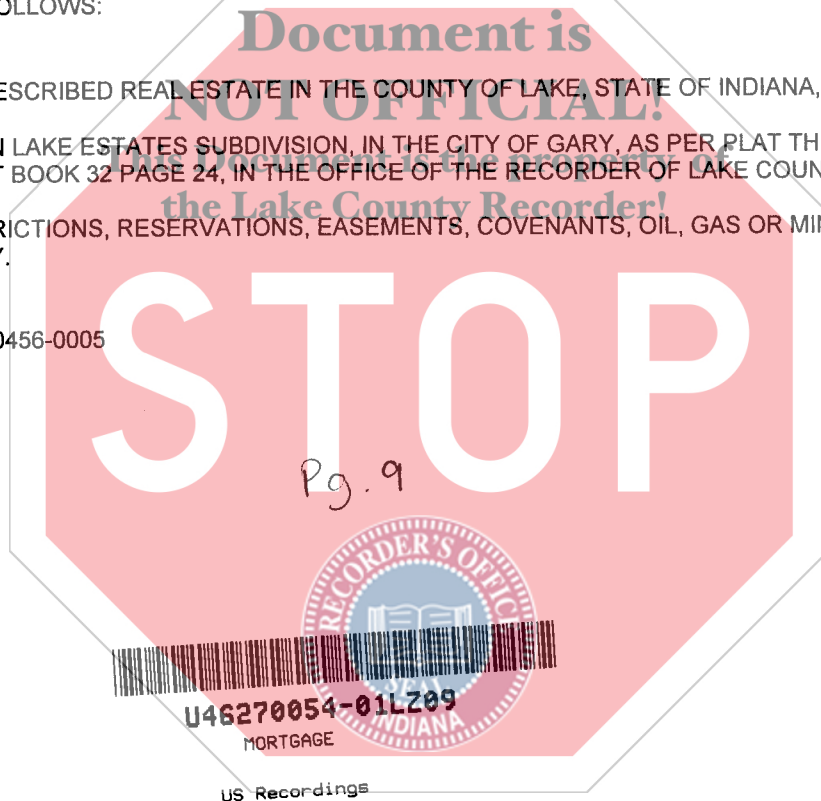 OLLOWS:
Document is
ESCRIBED REAL ESTATE IN THE COUNTY OF LAKE, STATE OF INDIANA,
NOT OFFICIAL!
N LAKE ESTATES SUBDIVISION, IN THE CITY OF GARY, AS PER PLAT TH
This Document is the property of
T BOOK 32 PAGE 24, IN THE OFFICE OF THE RECORDER OF LAKE COUN
the Lake County Recorder!
RICTIONS, RESERVATIONS, EASEMENTS, COVENANTS, OIL, GAS OR MIN
Y.
0456-0005
STOP
Pg. 9
RECORDER'S OFFICE
SEAL
INDIANA
U46270054-01LZ09
MORTGAGE
US Recordings